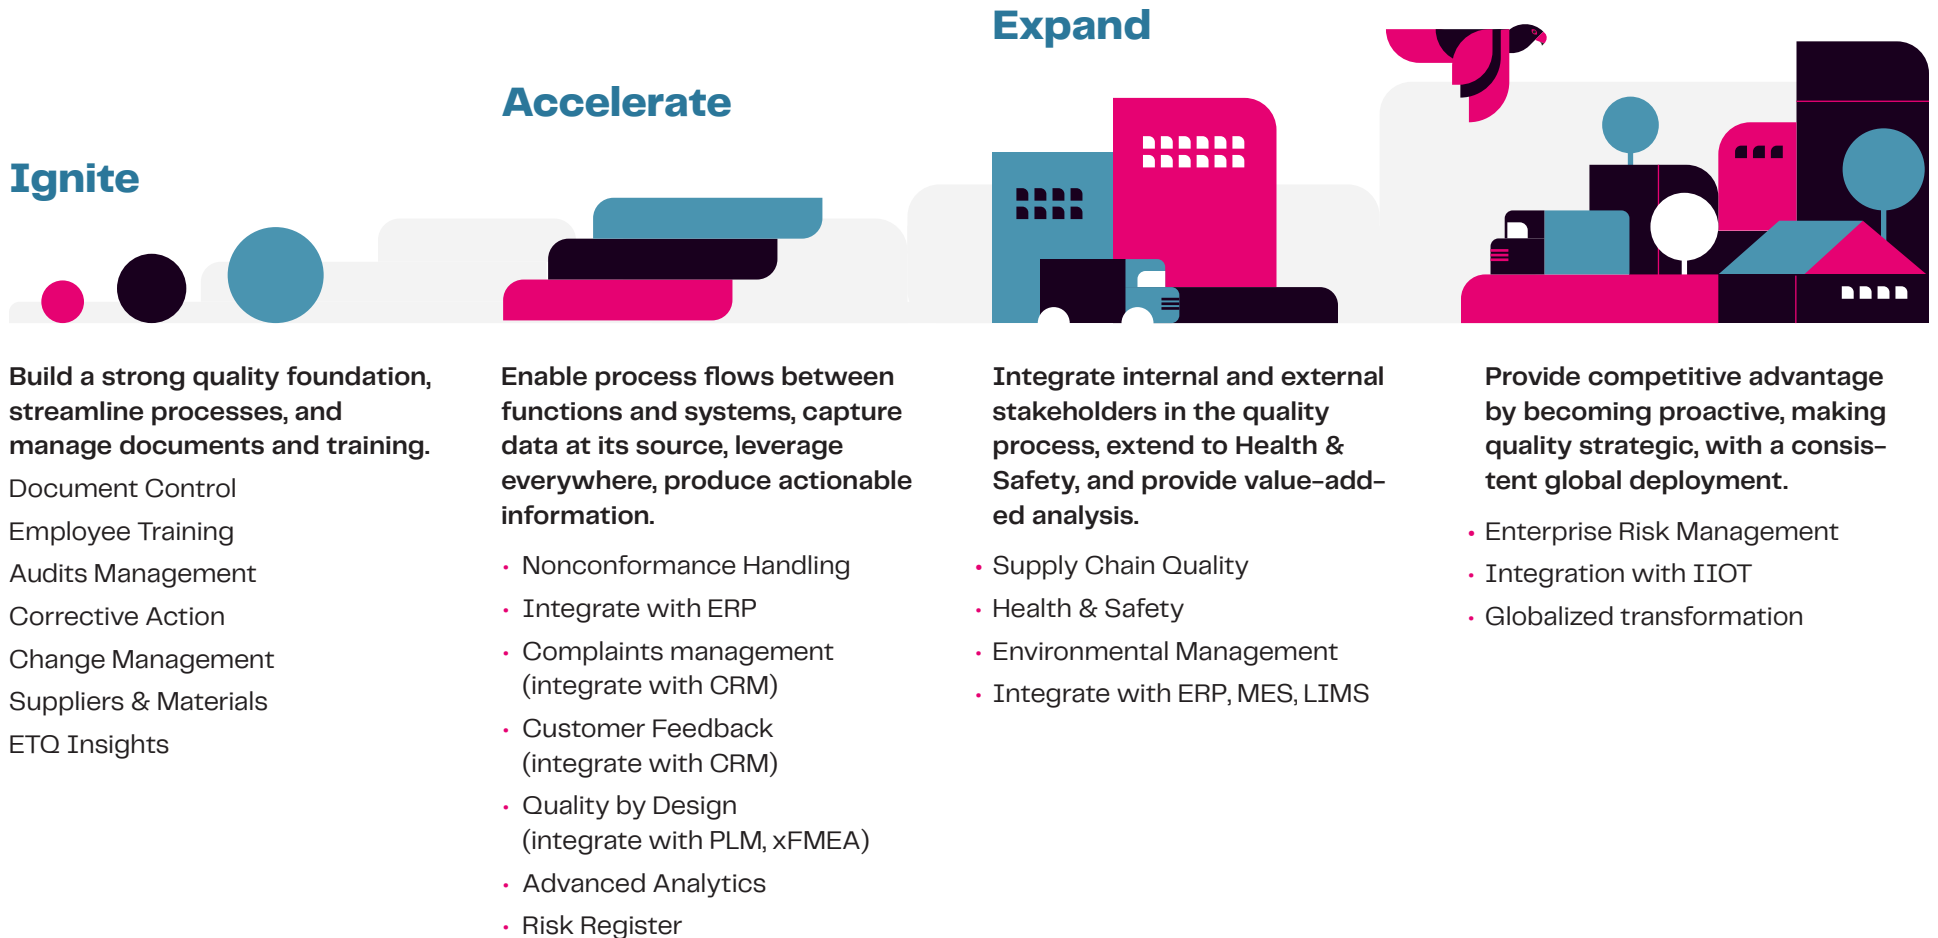 Ignite
Build a strong quality foundation,
streamline processes, and
manage documents and training.
Document Control
Employee Training
Audits Management
Corrective Action
Change Management
Suppliers & Materials
ETQ Insights
Accelerate
Enable process flows between
functions and systems, capture
data at its source, leverage
everywhere, produce actionable
information.
• Nonconformance Handling
• Integrate with ERP
• Complaints management
(integrate with CRM)
• Customer Feedback
(integrate with CRM)
• Quality by Design
(integrate with PLM, xFMEA)
• Advanced Analytics
• Risk Register
Expand
Integrate internal and external
stakeholders in the quality
process, extend to Health &
Safety, and provide value-add-
ed analysis.
• Supply Chain Quality
• Health & Safety
• Environmental Management
• Integrate with ERP, MES, LIMS
Provide competitive advantage
by becoming proactive, making
quality strategic, with a consis-
tent global deployment.
• Enterprise Risk Management
• Integration with IIOT
• Globalized transformation